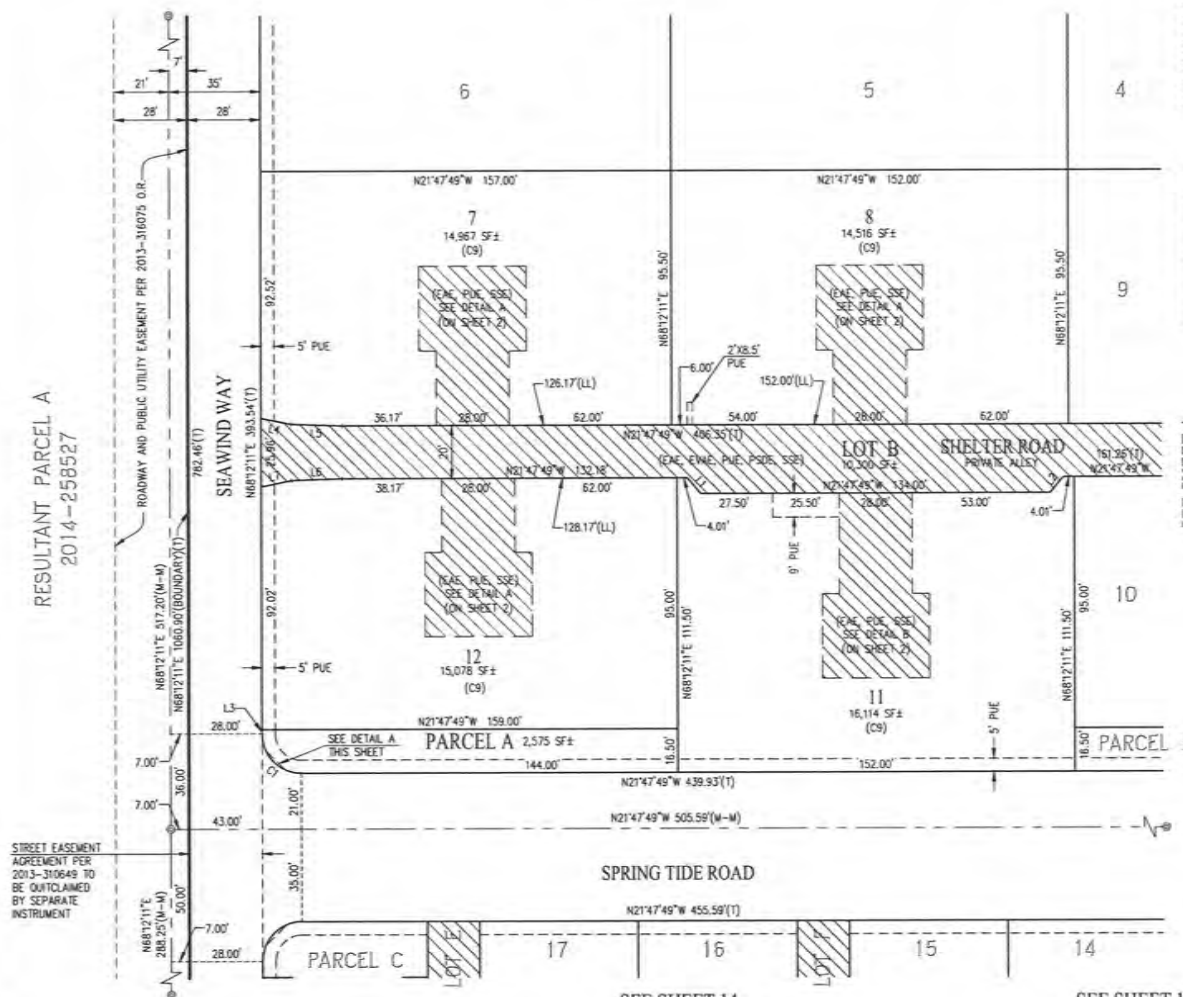 7'
21'
35'
28'
28'
6
5
4
N21°47'49"W 157.00'
N21°47'49"W 152.00'
7
14,967 SF±
(C9)
8
14,516 SF±
(C9)
ROADWAY AND PUBLIC UTILITY EASEMENT PER 2013-316075 O.R.
92.52'
N68°12'11"E 95.50'
N68°12'11"E 95.50'
9
(EAE, PUE, SSE)
SEE DETAIL A
(ON SHEET 2)
(EAE, PUE, SSE)
SEE DETAIL A
(ON SHEET 2)
5' PUE
2'X8.5'
PUE
6.00'
126.17'(LL)
152.00'(LL)
RESULTANT PARCEL A
2014-258527
SEAWIND WAY
782.46'(T)
N68°12'11"E 393.54'(T)
L4
L5
36.17'
28.00'
62.00'
54.00'
28.00'
62.00'
N21°47'49"W 406.35'(T)
25.96'
20'
LOT B
10,300 SF±
SHELTER ROAD
PRIVATE ALLEY
161.26'(T)
N21°47'49"W
(EAE, EVAE, PUE, PSDE, SSE)
L7
L6
N21°47'49"W 132.18'
L1
N21°47'49"W 134.00'
L2
38.17'
28.00'
62.00'
27.50'
25.50'
28.00'
53.00'
4.01'
4.01'
128.17'(LL)
9' PUE
N68°12'11"E 517.20'(M-M)
N68°12'11"E 1060.90'(BOUNDARY)(T)
92.02'
(EAE, PUE, SSE)
SEE DETAIL A
(ON SHEET 2)
N68°12'11"E 111.50'
95.00'
(EAE, PUE, SSE)
SSE DETAIL B
(ON SHEET 2)
N68°12'11"E 111.50'
95.00'
10
5' PUE
12
15,078 SF±
(C9)
11
16,114 SF±
(C9)
5' PUE
L3
28.00'
N21°47'49"W 159.00'
SEE DETAIL A
THIS SHEET
PARCEL A 2,575 SF±
16.50'
16.50'
PARCEL
7.00'
C1
144.00'
152.00'
36.00'
N21°47'49"W 439.93'(T)
7.00'
21.00'
43.00'
N21°47'49"W 505.59'(M-M)
STREET EASEMENT
AGREEMENT PER
2013-310649 TO
BE QUITCLAIMED
BY SEPARATE
INSTRUMENT
35.00'
SPRING TIDE ROAD
N68°12'11"E
288.25'(M-M)
50.00'
N21°47'49"W 455.59'(T)
7.00'
28.00'
PARCEL C
LOT
17
16
LOT
15
14
SEE SHEET 14